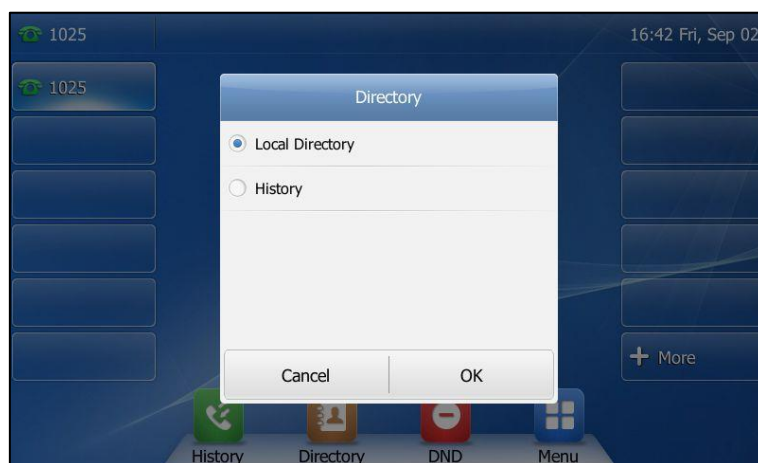 1025
16:42 Fri, Sep 02
1025
Directory
Local Directory
History
Cancel
OK
More
History
Directory
DND
Menu